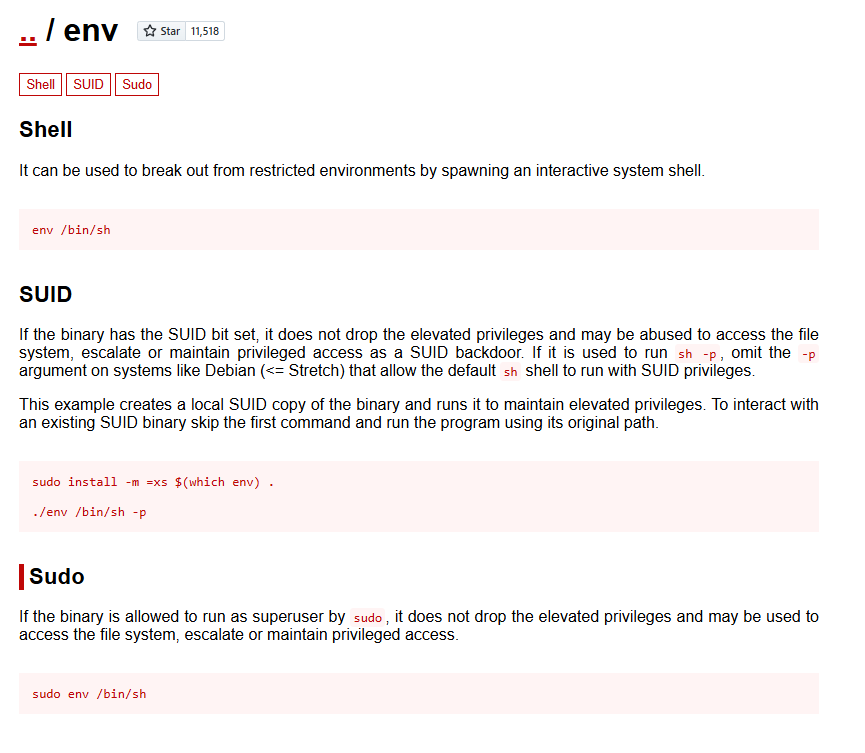 .. / env Star 11,518
Shell SUID Sudo
Shell
It can be used to break out from restricted environments by spawning an interactive system shell.
env /bin/sh
SUID
If the binary has the SUID bit set, it does not drop the elevated privileges and may be abused to access the file
system, escalate or maintain privileged access as a SUID backdoor. If it is used to run sh -p, omit the -p
argument on systems like Debian (<= Stretch) that allow the default sh shell to run with SUID privileges.
This example creates a local SUID copy of the binary and runs it to maintain elevated privileges. To interact with
an existing SUID binary skip the first command and run the program using its original path.
sudo install -m =xs $(which env) .
./env /bin/sh -p
Sudo
If the binary is allowed to run as superuser by sudo, it does not drop the elevated privileges and may be used to
access the file system, escalate or maintain privileged access.
sudo env /bin/sh